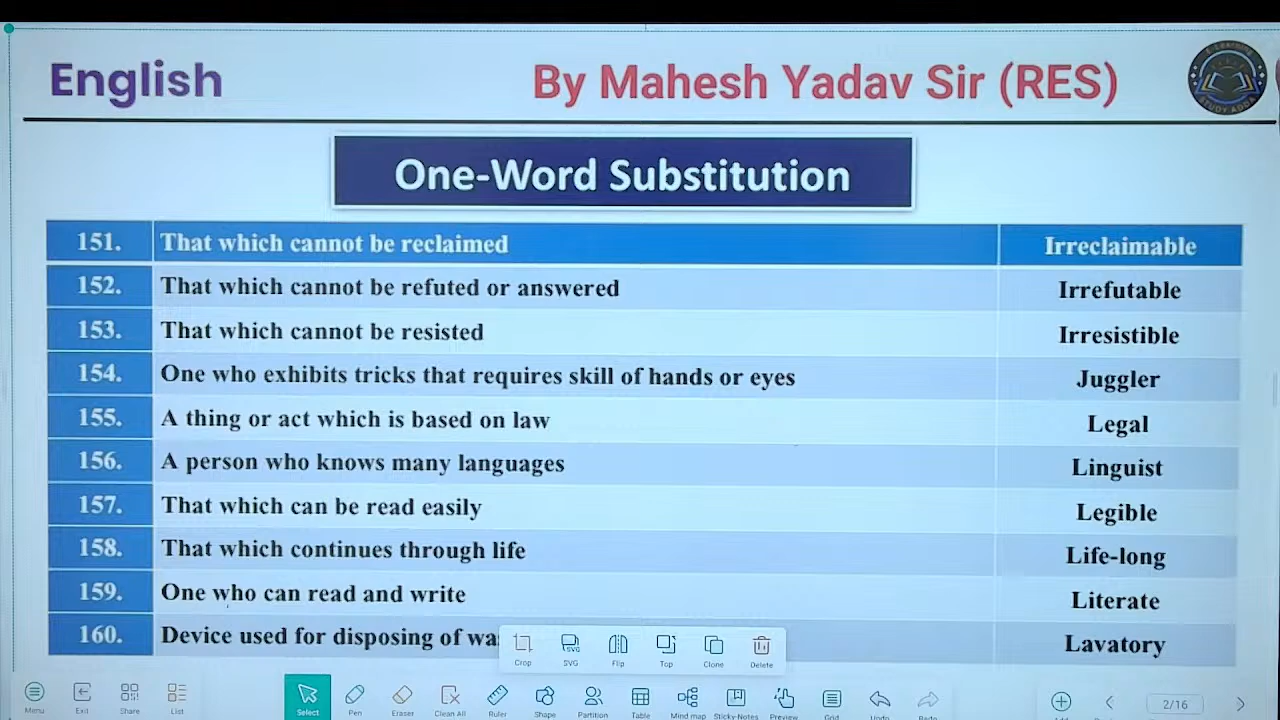 English
By Mahesh Yadav Sir (RES)
E-Learning
STUDY ADDA
One-Word Substitution
151. That which cannot be reclaimed Irreclaimable
152. That which cannot be refuted or answered Irrefutable
153. That which cannot be resisted Irresistible
154. One who exhibits tricks that requires skill of hands or eyes Juggler
155. A thing or act which is based on law Legal
156. A person who knows many languages Linguist
157. That which can be read easily Legible
158. That which continues through life Life-long
159. One who can read and write Literate
160. Device used for disposing of Lavatory
SVG
Crop SVG Flip Top Clone Delete
Menu Exit Share List Select Pen Eraser Clean All Ruler Shape Partition Table Mind map Sticky-Notes Preview Grid Undo Redo 2/16